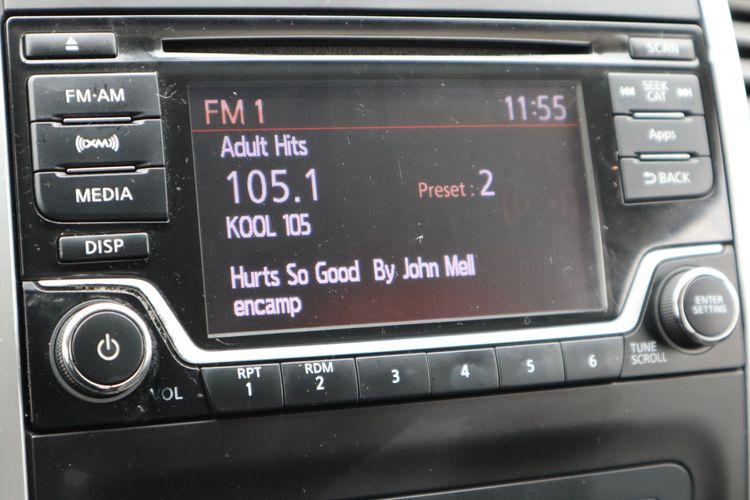 SCAN
FM·AM
SEEK
CAT
FM 1
11:55
Adult Hits
Apps
((XM))
105.1
Preset : 2
BACK
MEDIA
KOOL 105
DISP
Hurts So Good By John Mell
encamp
ENTER
SETTING
VOL
RPT
1
RDM
2
3
4
5
6
TUNE
SCROLL